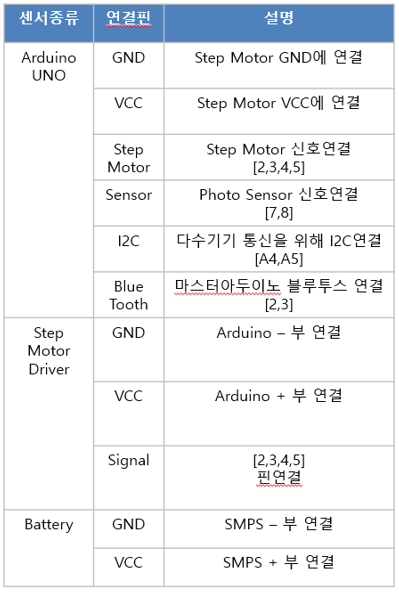 센서종류 연결핀 설명
Arduino UNO GND Step Motor GND에 연결
VCC Step Motor VCC에 연결
Step Motor Step Motor 신호연결
[2,3,4,5]
Sensor Photo Sensor 신호연결
[7,8]
I2C 다수기기 통신을 위해 I2C연결
[A4,A5]
Blue Tooth 마스터아두이노 블루투스 연결
[2,3]
Step Motor Driver GND Arduino – 부 연결
VCC Arduino + 부 연결
Signal [2,3,4,5]
핀연결
Battery GND SMPS – 부 연결
VCC SMPS + 부 연결